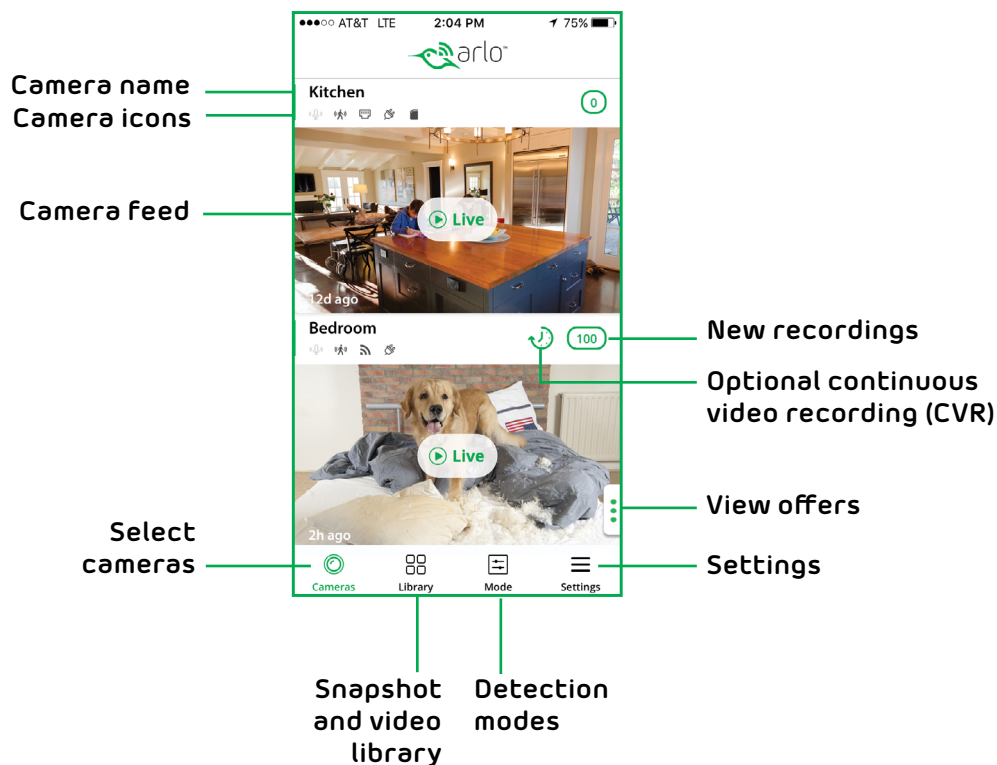 ●●●○○ AT&T LTE 2:04 PM 75%
arlo™
Camera name
Kitchen
0
Camera icons
Camera feed
Live
12d ago
Bedroom
100
New recordings
Optional continuous
video recording (CVR)
Live
View offers
2h ago
Select
cameras
Cameras
Library
Mode
Settings
Settings
Snapshot
and video
library
Detection
modes